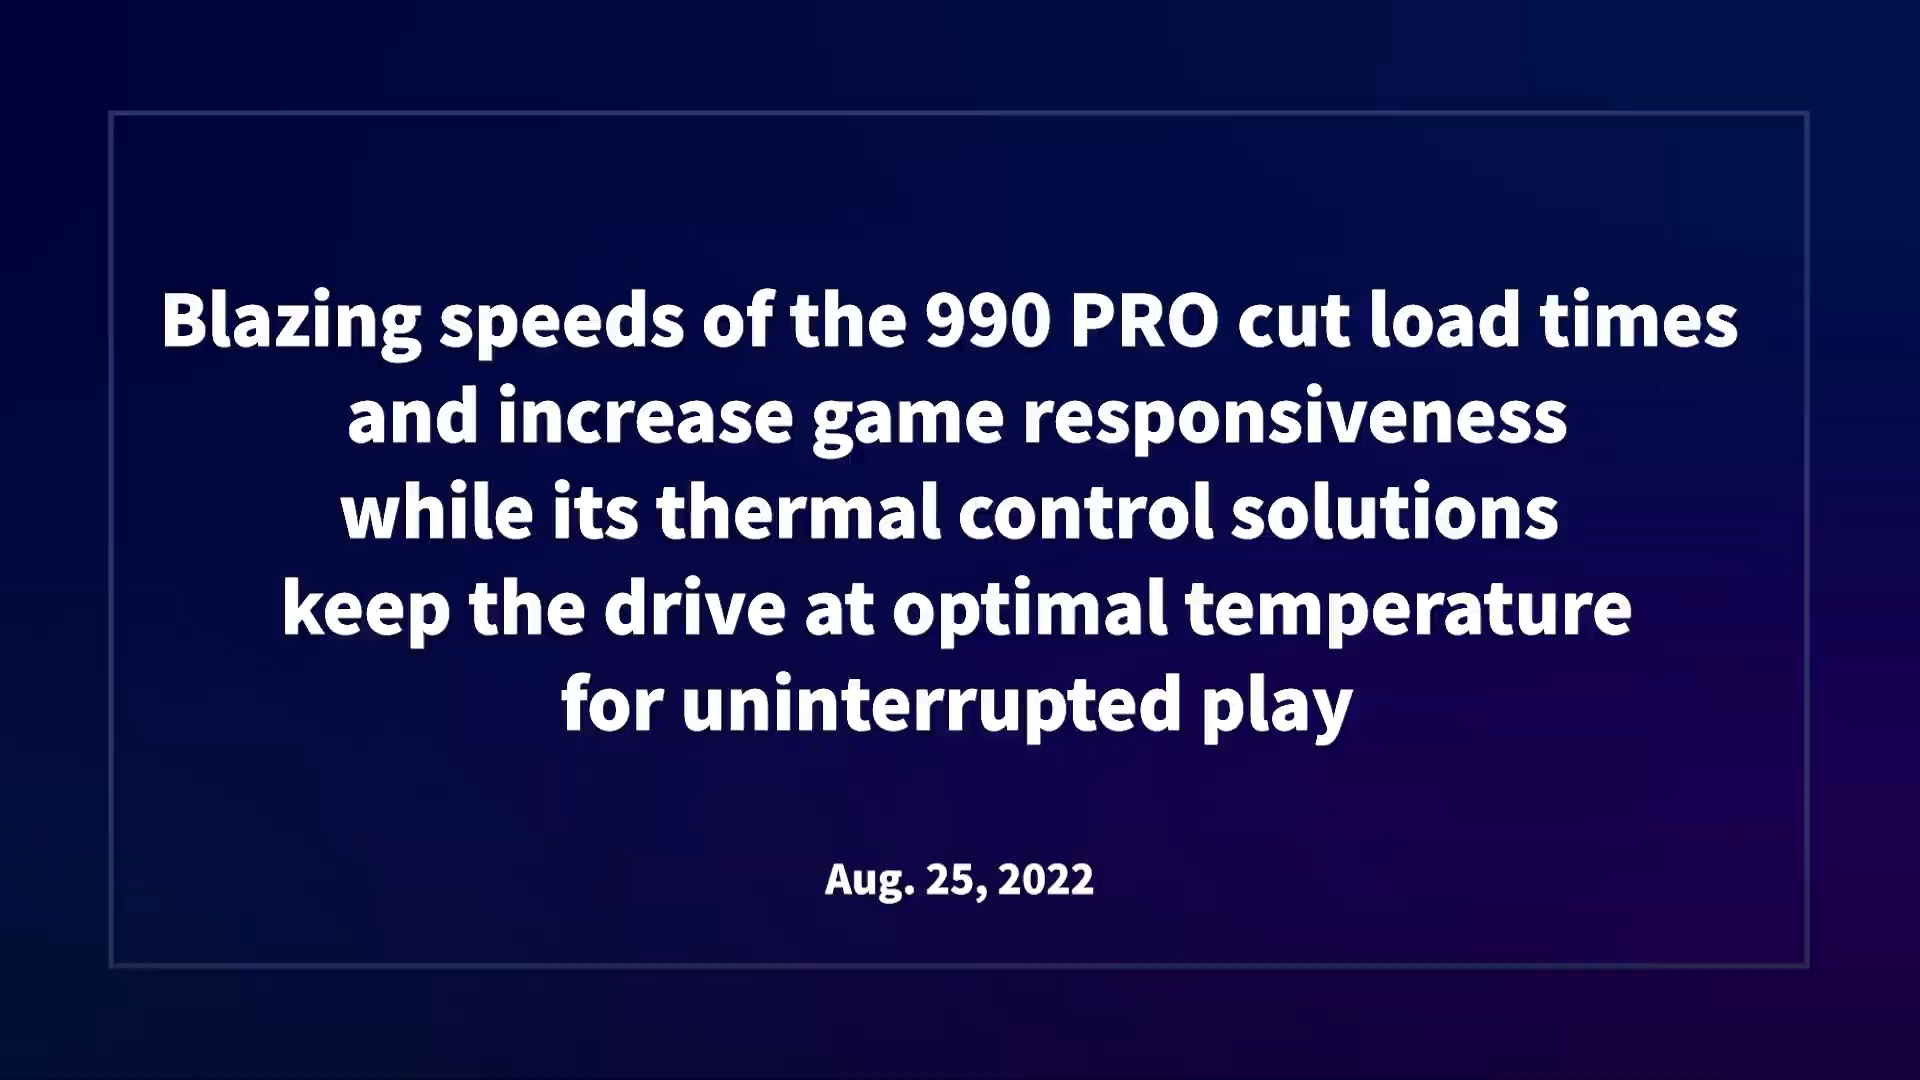 Blazing speeds of the 990 PRO cut load times
and increase game responsiveness
while its thermal control solutions
keep the drive at optimal temperature
for uninterrupted play
Aug. 25, 2022